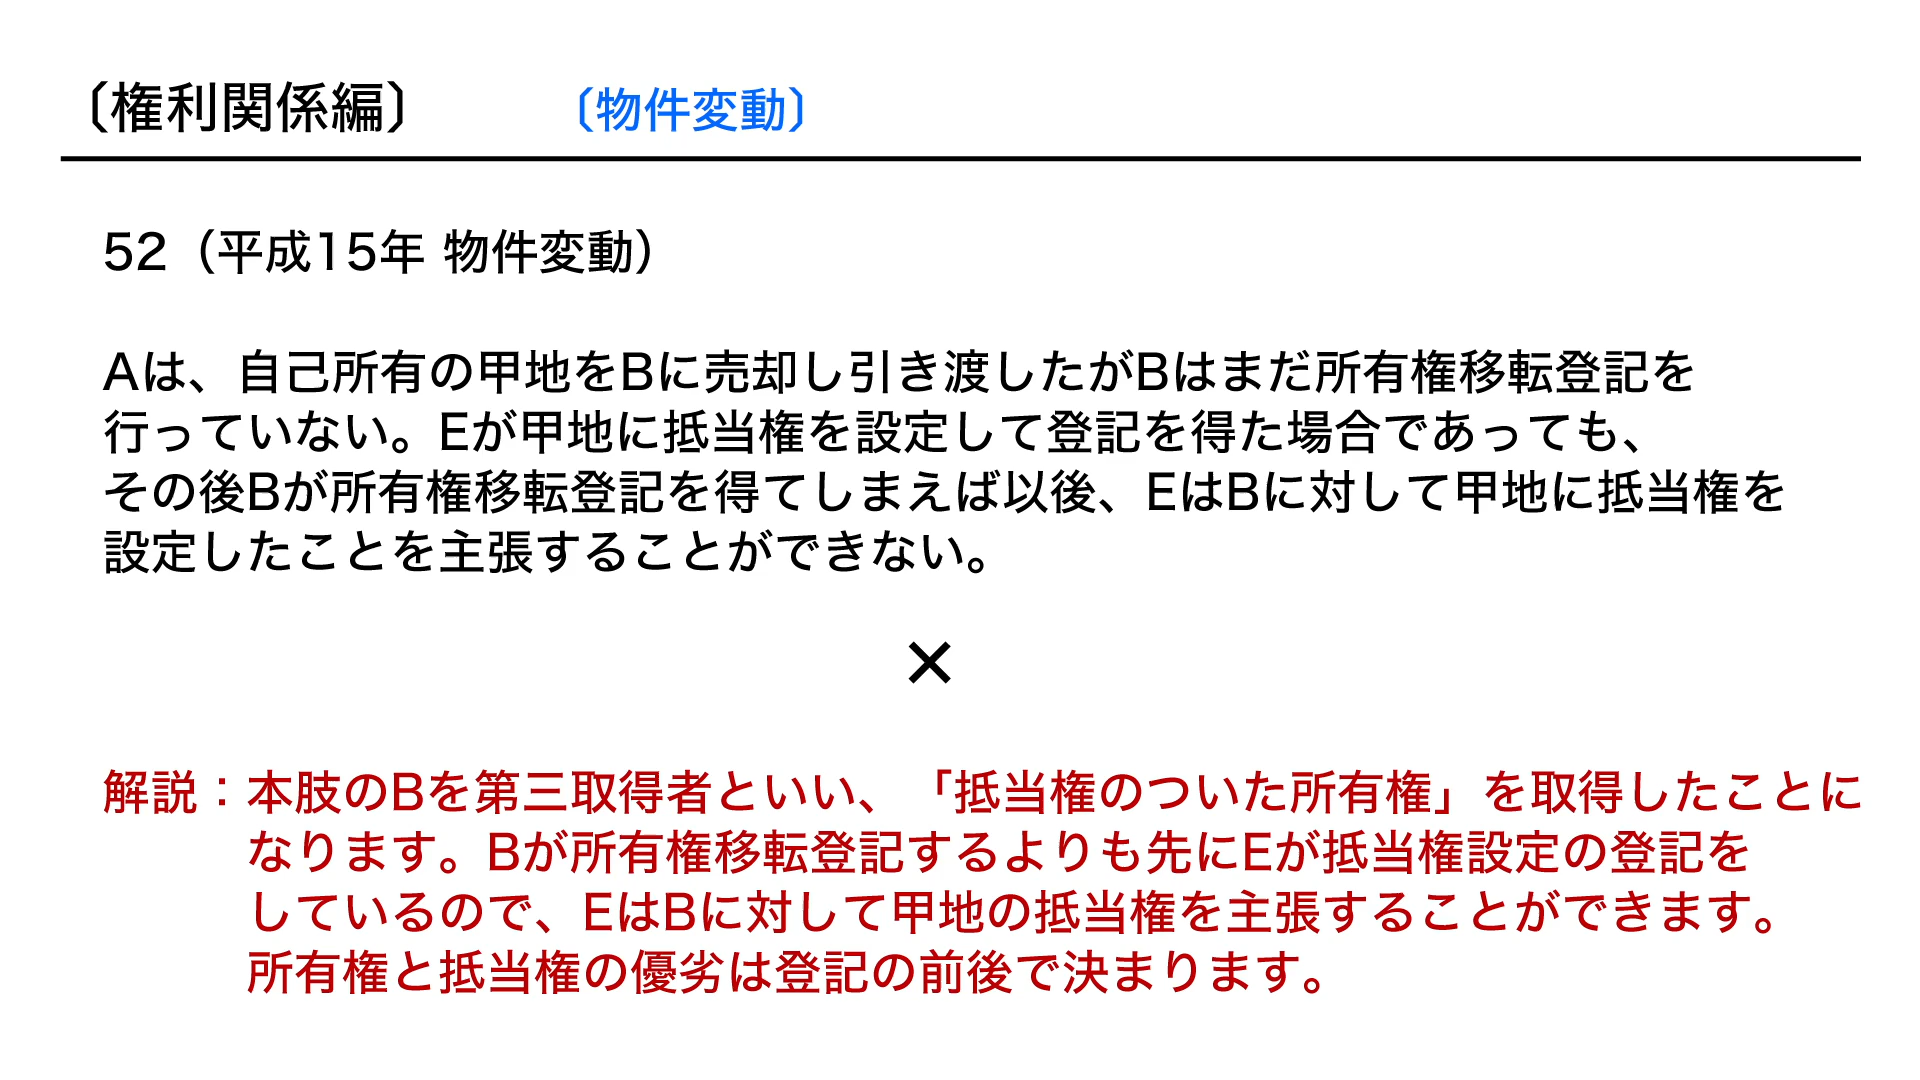 〔権利関係編〕 〔物件変動〕
52（平成15年 物件変動）
Aは、自己所有の甲地をBに売却し引き渡したがBはまだ所有権移転登記を
行っていない。Eが甲地に抵当権を設定して登記を得た場合であっても、
その後Bが所有権移転登記を得てしまえば以後、EはBに対して甲地に抵当権を
設定したことを主張することができない。
×
解説：本肢のBを第三取得者といい、「抵当権のついた所有権」を取得したことに
なります。Bが所有権移転登記するよりも先にEが抵当権設定の登記を
しているので、EはBに対して甲地の抵当権を主張することができます。
所有権と抵当権の優劣は登記の前後で決まります。